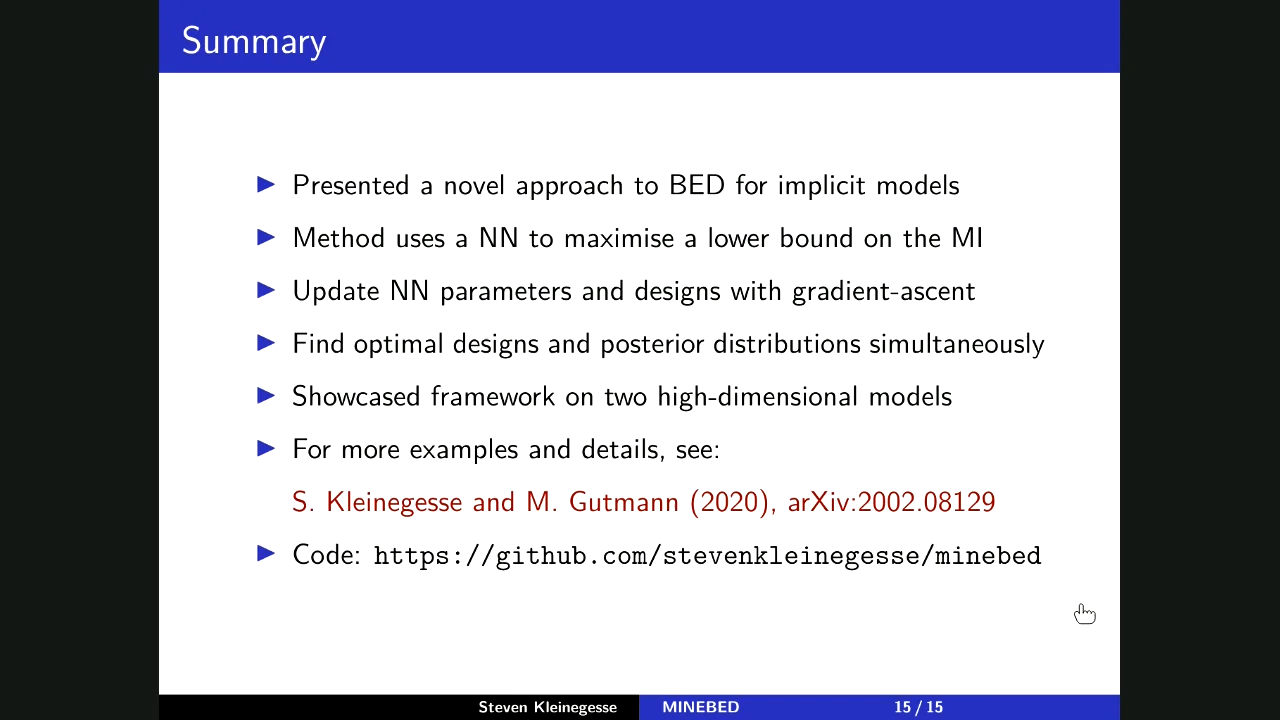 Summary
Presented a novel approach to BED for implicit models
Method uses a NN to maximise a lower bound on the MI
Update NN parameters and designs with gradient-ascent
Find optimal designs and posterior distributions simultaneously
Showcased framework on two high-dimensional models
For more examples and details, see:
S. Kleinegesse and M. Gutmann (2020), arXiv:2002.08129
Code: https://github.com/stevenkleinegesse/minebed
Steven Kleinegesse MINEBED 15 / 15